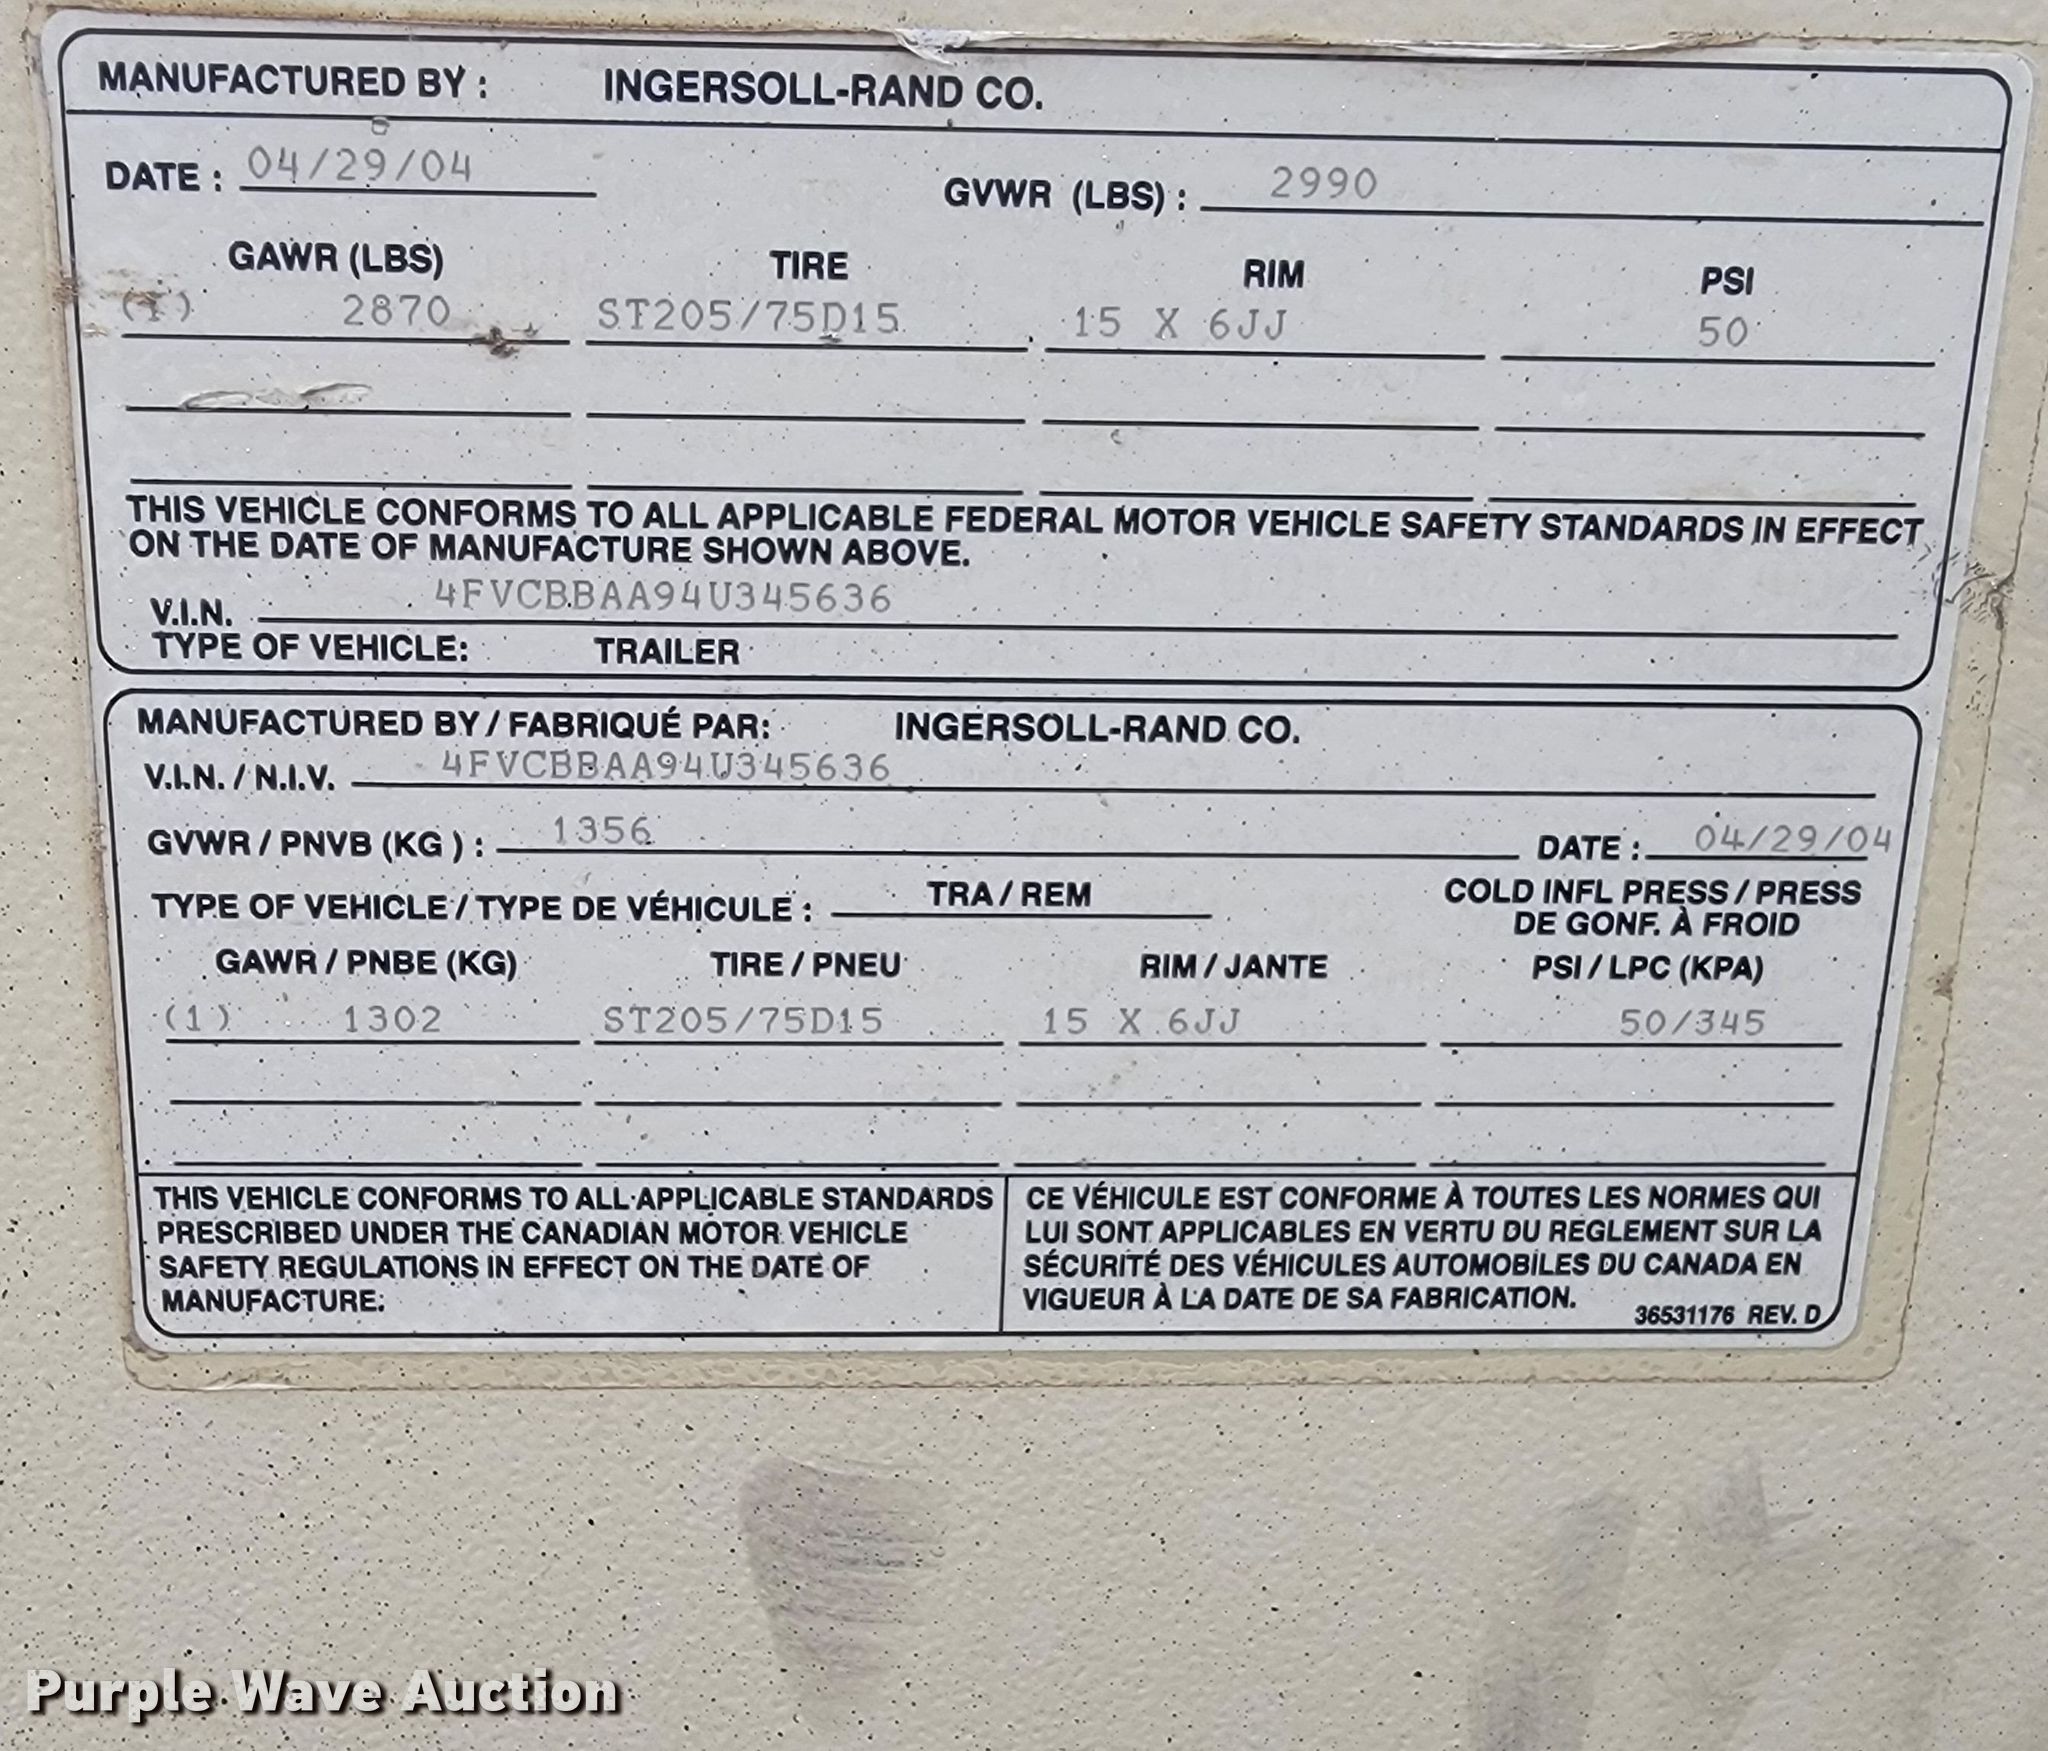 MANUFACTURED BY : INGERSOLL-RAND CO.
DATE : 04/29/04 GVWR (LBS) : 2990
GAWR (LBS) TIRE RIM PSI
(1) 2870 ST205/75D15 15 X 6JJ 50
THIS VEHICLE CONFORMS TO ALL APPLICABLE FEDERAL MOTOR VEHICLE SAFETY STANDARDS IN EFFECT
ON THE DATE OF MANUFACTURE SHOWN ABOVE.
V.I.N. 4FVCBBAA94U345636
TYPE OF VEHICLE: TRAILER
MANUFACTURED BY / FABRIQUÉ PAR: INGERSOLL-RAND CO.
V.I.N. / N.I.V. 4FVCBBAA94U345636
GVWR / PNVB (KG ) : 1356 DATE : 04/29/04
TYPE OF VEHICLE / TYPE DE VÉHICULE : TRA / REM
COLD INFL PRESS / PRESS
DE GONF. À FROID
GAWR / PNBE (KG) TIRE / PNEU RIM / JANTE PSI / LPC (KPA)
(1) 1302 ST205/75D15 15 X 6JJ 50/345
THIS VEHICLE CONFORMS TO ALL APPLICABLE STANDARDS
PRESCRIBED UNDER THE CANADIAN MOTOR VEHICLE
SAFETY REGULATIONS IN EFFECT ON THE DATE OF
MANUFACTURE.
CE VÉHICULE EST CONFORME À TOUTES LES NORMES QUI
LUI SONT APPLICABLES EN VERTU DU REGLEMENT SUR LA
SÉCURITÉ DES VÉHICULES AUTOMOBILES DU CANADA EN
VIGUEUR À LA DATE DE SA FABRICATION.
36531176 REV. D
Purple Wave Auction